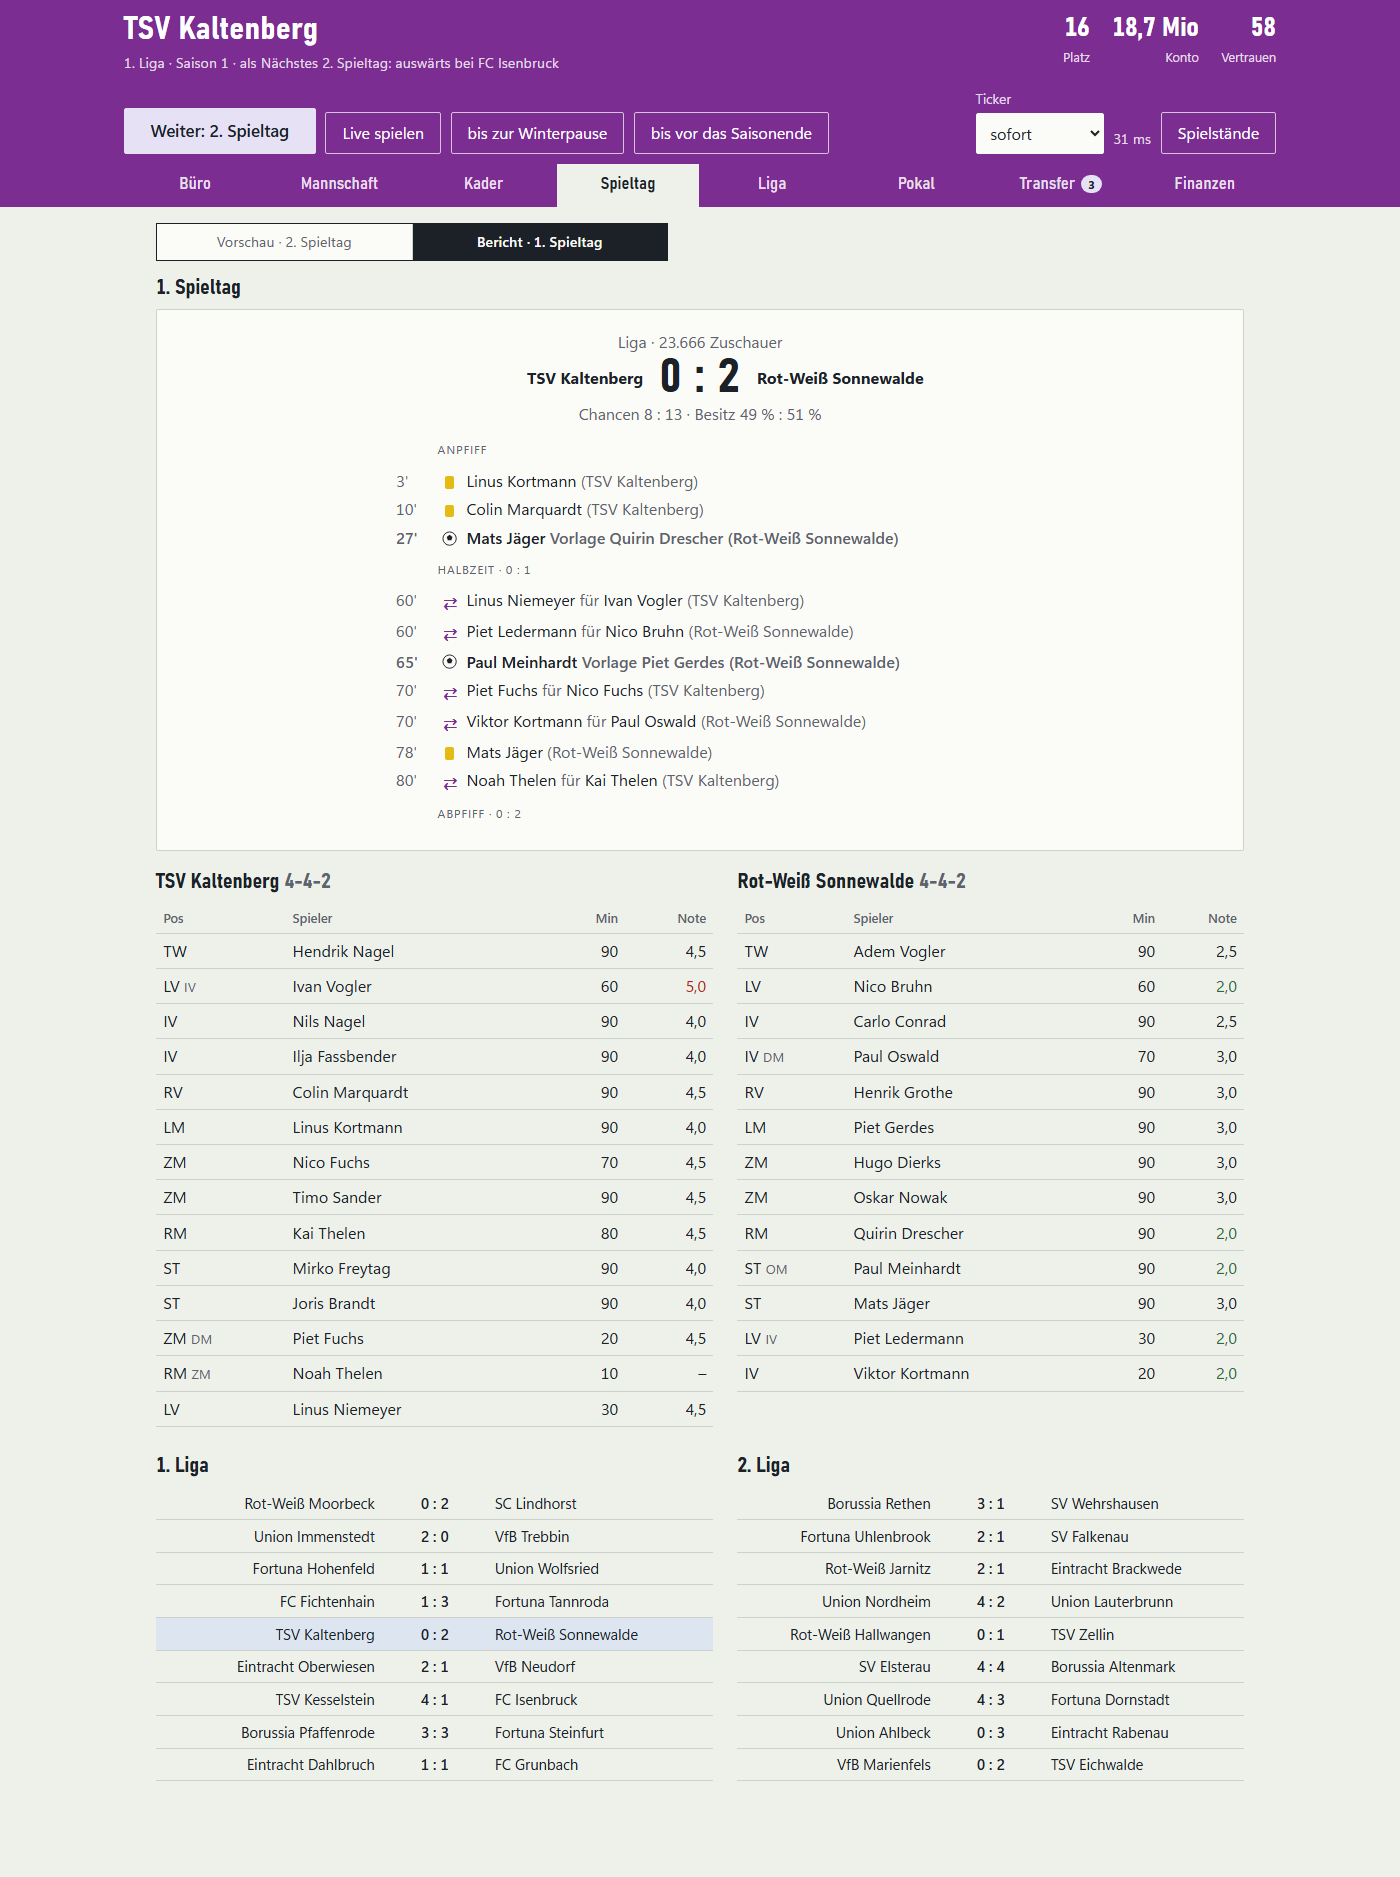 TSV Kaltenberg
1. Liga · Saison 1 · als Nächstes 2. Spieltag: auswärts bei FC Isenbruck
16 18,7 Mio 58
Platz Konto Vertrauen
Ticker
Weiter: 2. Spieltag Live spielen bis zur Winterpause bis vor das Saisonende sofort 31 ms Spielstände
Büro Mannschaft Kader Spieltag Liga Pokal Transfer 3 Finanzen
Vorschau · 2. Spieltag Bericht · 1. Spieltag
1. Spieltag
Liga · 23.666 Zuschauer
TSV Kaltenberg 0 : 2 Rot-Weiß Sonnewalde
Chancen 8 : 13 · Besitz 49 % : 51 %
ANPFIFF
3' Linus Kortmann (TSV Kaltenberg)
10' Colin Marquardt (TSV Kaltenberg)
27' Mats Jäger Vorlage Quirin Drescher (Rot-Weiß Sonnewalde)
HALBZEIT · 0 : 1
60' Linus Niemeyer für Ivan Vogler (TSV Kaltenberg)
60' Piet Ledermann für Nico Bruhn (Rot-Weiß Sonnewalde)
65' Paul Meinhardt Vorlage Piet Gerdes (Rot-Weiß Sonnewalde)
70' Piet Fuchs für Nico Fuchs (TSV Kaltenberg)
70' Viktor Kortmann für Paul Oswald (Rot-Weiß Sonnewalde)
78' Mats Jäger (Rot-Weiß Sonnewalde)
80' Noah Thelen für Kai Thelen (TSV Kaltenberg)
ABPFIFF · 0 : 2
TSV Kaltenberg 4-4-2
Pos Spieler Min Note
TW Hendrik Nagel 90 4,5
LV IV Ivan Vogler 60 5,0
IV Nils Nagel 90 4,0
IV Ilja Fassbender 90 4,0
RV Colin Marquardt 90 4,5
LM Linus Kortmann 90 4,0
ZM Nico Fuchs 70 4,5
ZM Timo Sander 90 4,5
RM Kai Thelen 80 4,5
ST Mirko Freytag 90 4,0
ST Joris Brandt 90 4,0
ZM DM Piet Fuchs 20 4,5
RM ZM Noah Thelen 10 –
LV Linus Niemeyer 30 4,5
Rot-Weiß Sonnewalde 4-4-2
Pos Spieler Min Note
TW Adem Vogler 90 2,5
LV Nico Bruhn 60 2,0
IV Carlo Conrad 90 2,5
IV DM Paul Oswald 70 3,0
RV Henrik Grothe 90 3,0
LM Piet Gerdes 90 3,0
ZM Hugo Dierks 90 3,0
ZM Oskar Nowak 90 3,0
RM Quirin Drescher 90 2,0
ST OM Paul Meinhardt 90 2,0
ST Mats Jäger 90 3,0
LV IV Piet Ledermann 30 2,0
IV Viktor Kortmann 20 2,0
1. Liga
Rot-Weiß Moorbeck 0 : 2 SC Lindhorst
Union Immenstedt 2 : 0 VfB Trebbin
Fortuna Hohenfeld 1 : 1 Union Wolfsried
FC Fichtenhain 1 : 3 Fortuna Tannroda
TSV Kaltenberg 0 : 2 Rot-Weiß Sonnewalde
Eintracht Oberwiesen 2 : 1 VfB Neudorf
TSV Kesselstein 4 : 1 FC Isenbruck
Borussia Pfaffenrode 3 : 3 Fortuna Steinfurt
Eintracht Dahlbruch 1 : 1 FC Grunbach
2. Liga
Borussia Rethen 3 : 1 SV Wehrshausen
Fortuna Uhlenbrook 2 : 1 SV Falkenau
Rot-Weiß Jarnitz 2 : 1 Eintracht Brackwede
Union Nordheim 4 : 2 Union Lauterbrunn
Rot-Weiß Hallwangen 0 : 1 TSV Zellin
SV Elsterau 4 : 4 Borussia Altenmark
Union Quellrode 4 : 3 Fortuna Dornstadt
Union Ahlbeck 0 : 3 Eintracht Rabenau
VfB Marienfels 0 : 2 TSV Eichwalde